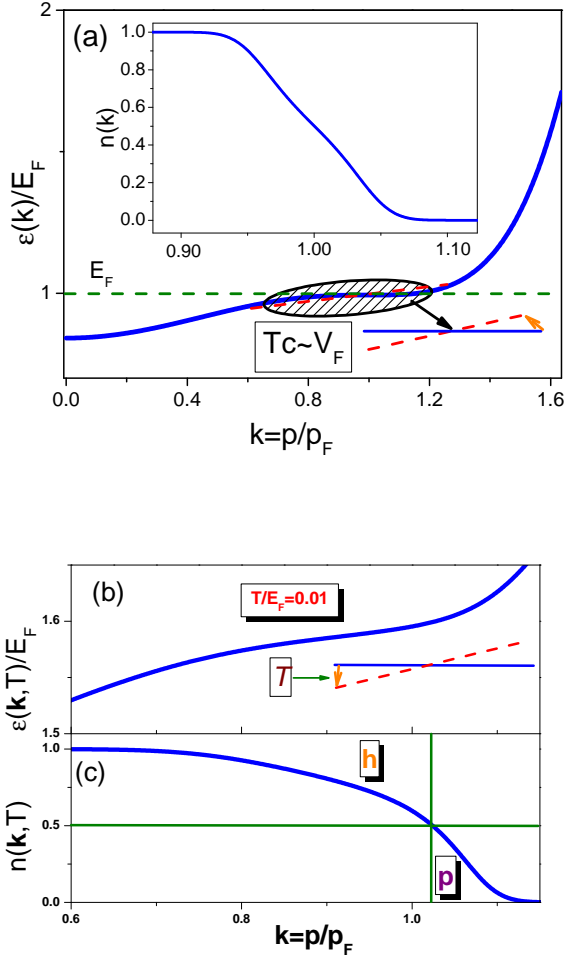 2
(a)
1.0
0.8
0.6
0.4
0.2
0.0
n(k)
0.90
1.00
1.10
ε(k)/E_F
E_F
1
Tc~V_F
0.0
0.4
0.8
1.2
1.6
k=p/p_F
(b)
T/E_F=0.01
1.6
ε(k,T)/E_F
T
1.5
1.0
(c)
h
n(k,T)
0.5
p
0.0
0.6
0.8
1.0
k=p/p_F